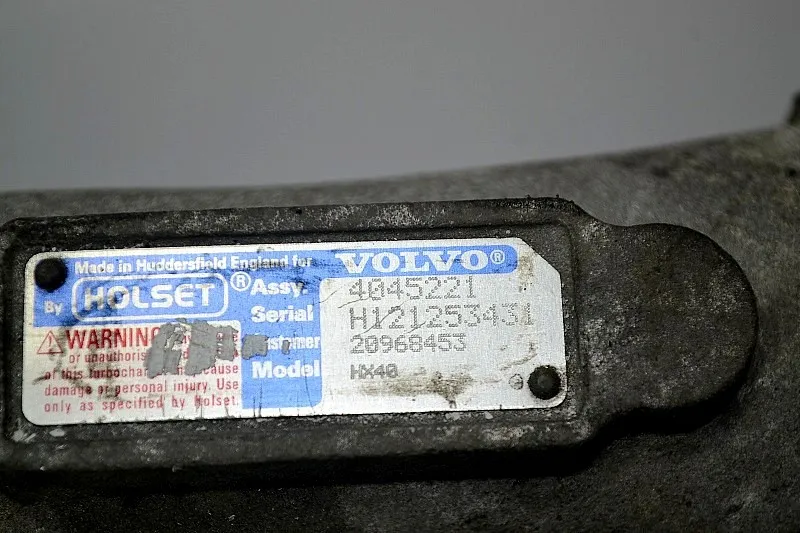 Made in Huddersfield England for VOLVO®
By HOLSET®
Assy. 4045221
Serial H121253431
20968453
Model HX40
WARNING
or unauthorised
of this turbocharger
damage or personal injury. Use
only as specified by Holset.